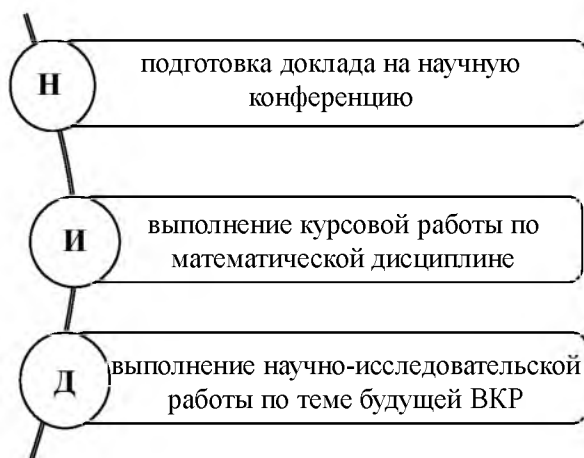 Н
подготовка доклада на научную
конференцию
И
выполнение курсовой работы по
математической дисциплине
Д
выполнение научно-исследовательской
работы по теме будущей ВКР